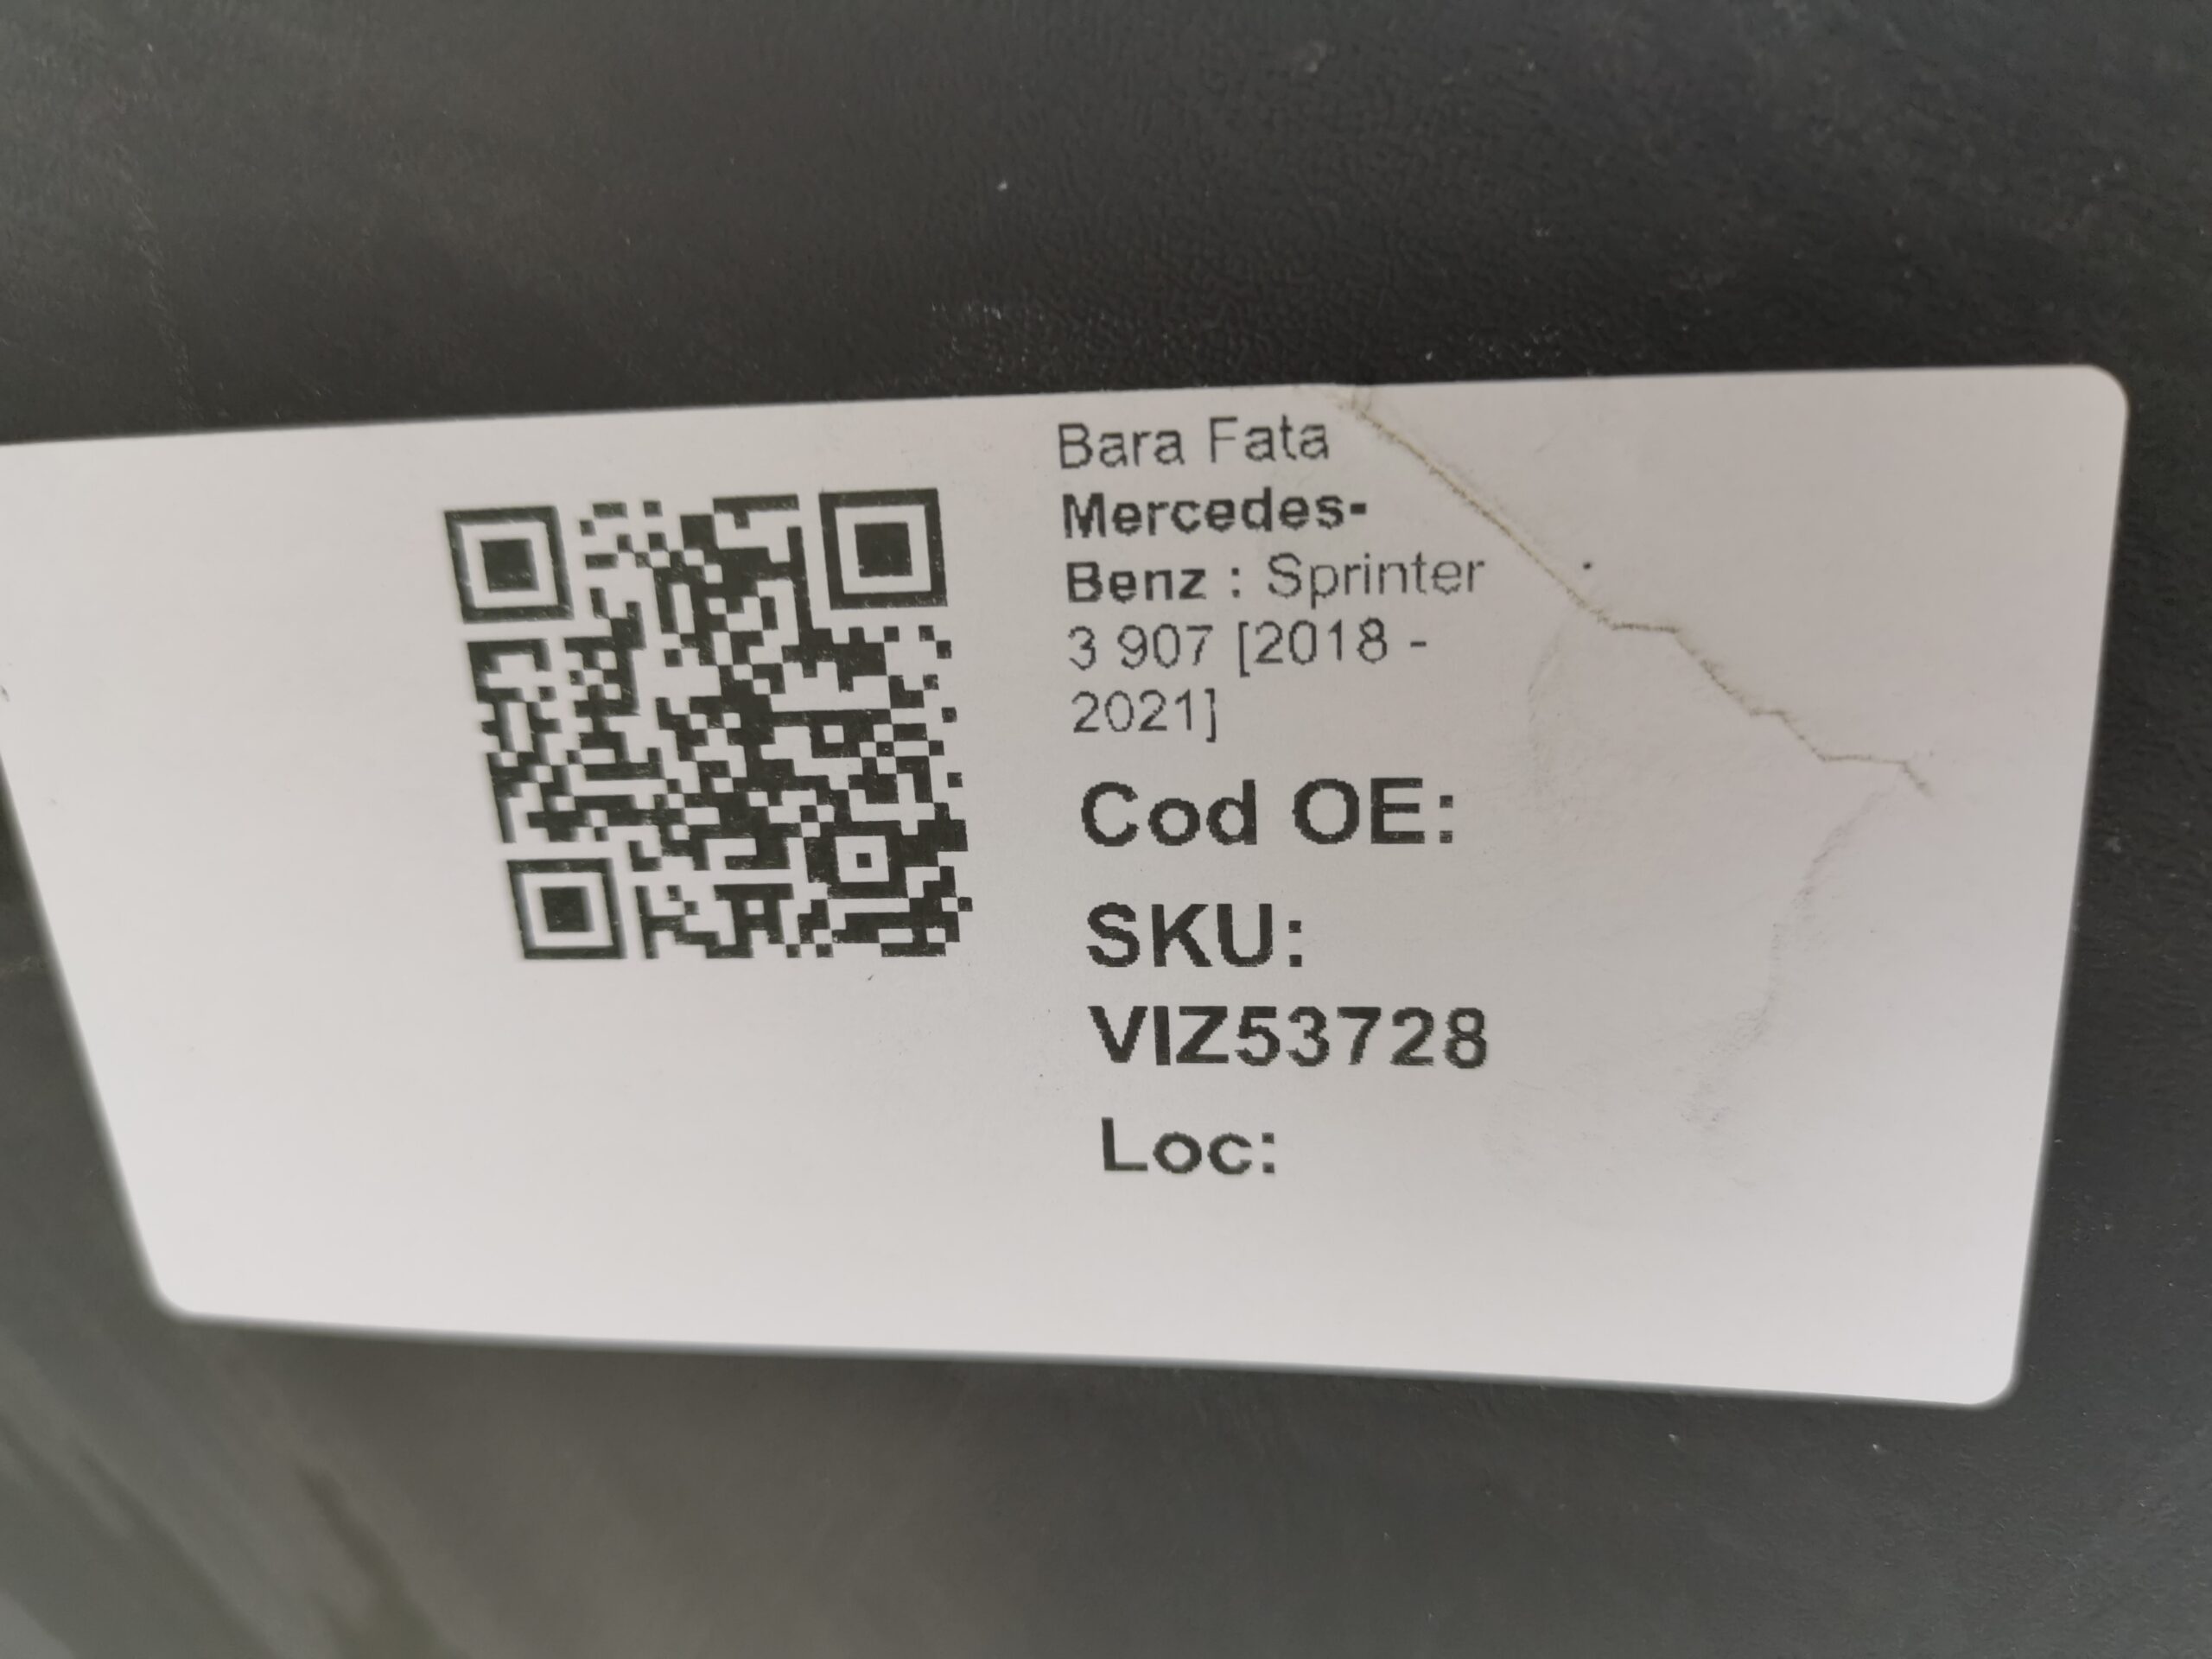 Bara Fata
Mercedes-
Benz : Sprinter
3 907 [2018 -
2021]
Cod OE:
SKU:
VIZ53728
Loc: